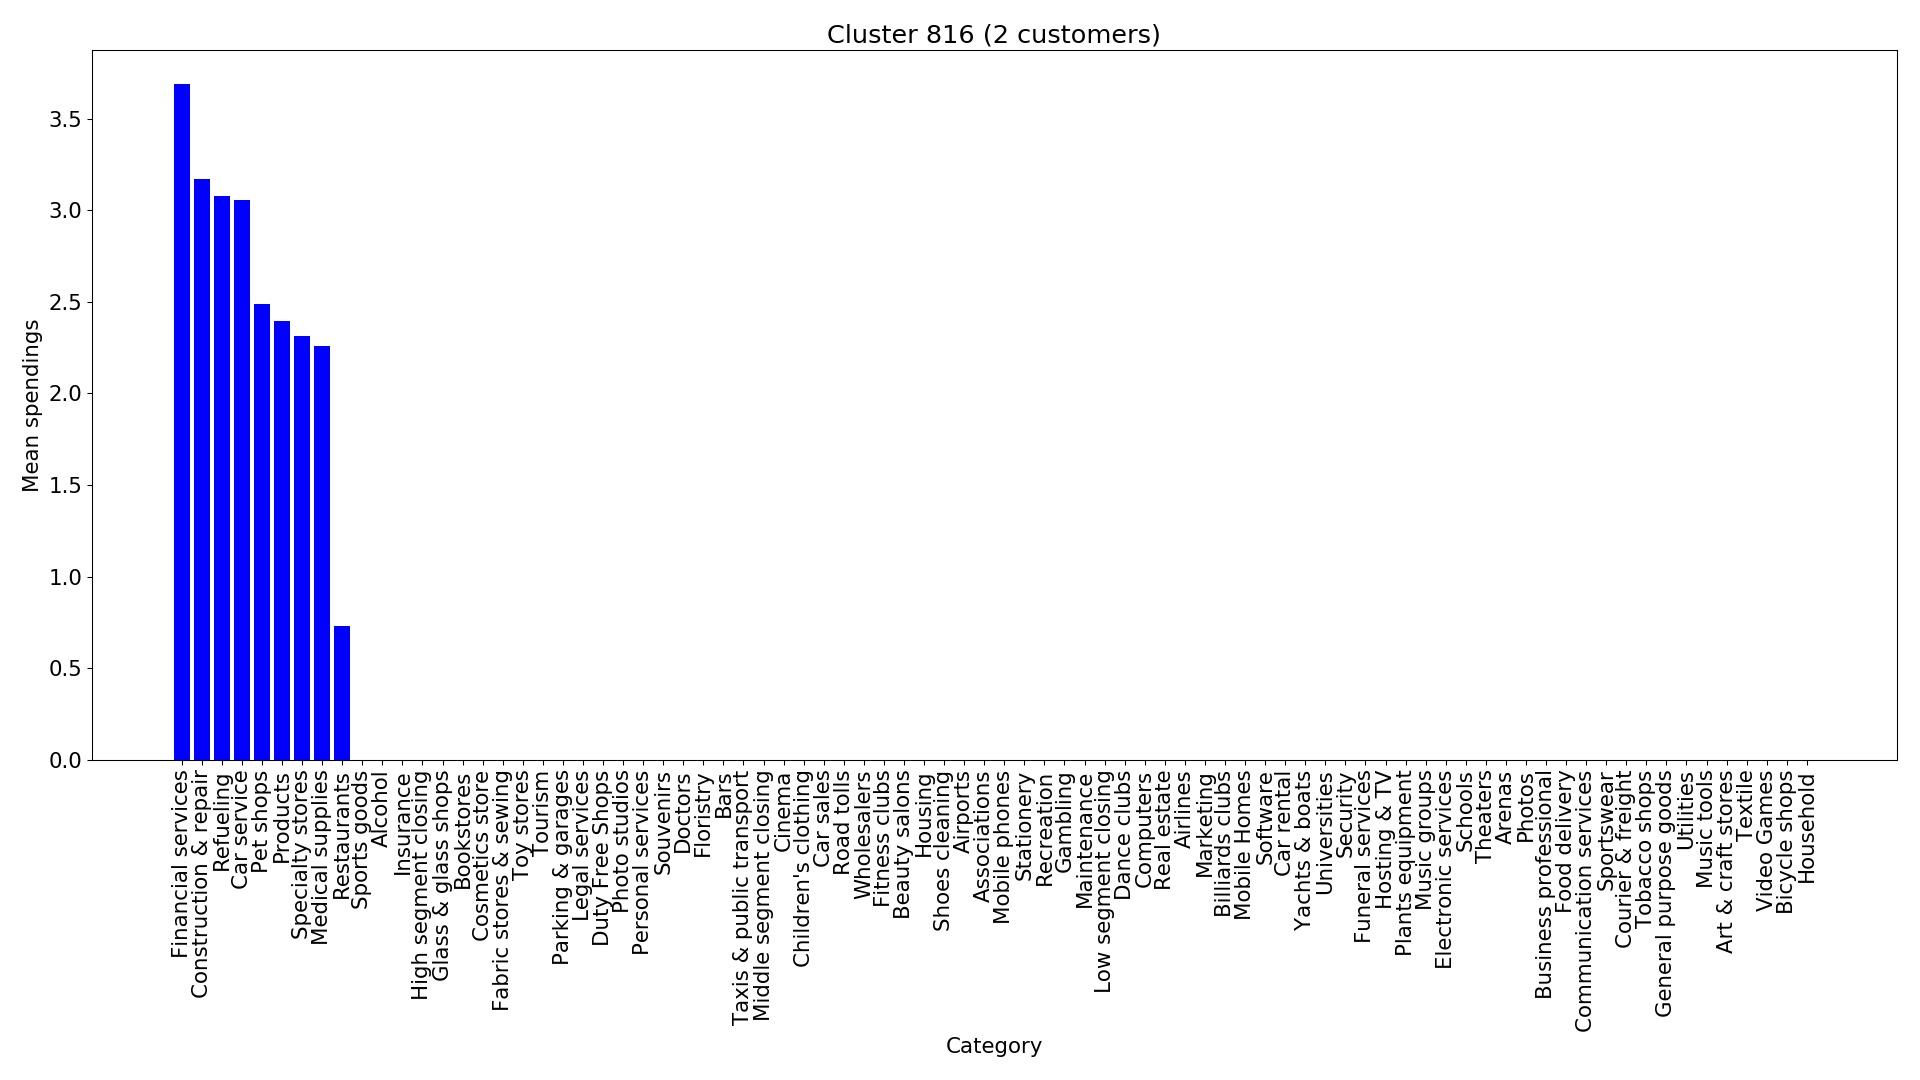 Cluster 816 (2 customers)
Mean spendings
3.5
3.0
2.5
2.0
1.5
1.0
0.5
0.0
Financial services
Construction & repair
Refueling
Car service
Pet shops
Products
Specialty stores
Medical supplies
Restaurants
Sports goods
Alcohol
Insurance
High segment closing
Glass & glass shops
Bookstores
Cosmetics store
Fabric stores & sewing
Toy stores
Tourism
Parking & garages
Legal services
Duty Free Shops
Photo studios
Personal services
Souvenirs
Doctors
Floristry
Bars
Taxis & public transport
Middle segment closing
Cinema
Children's clothing
Car sales
Road tolls
Wholesalers
Fitness clubs
Beauty salons
Housing
Shoes cleaning
Airports
Associations
Mobile phones
Stationery
Recreation
Gambling
Maintenance
Low segment closing
Dance clubs
Computers
Real estate
Airlines
Marketing
Billiards clubs
Mobile Homes
Software
Car rental
Yachts & boats
Universities
Security
Funeral services
Hosting & TV
Plants equipment
Music groups
Electronic services
Schools
Theaters
Arenas
Photos
Business professional
Food delivery
Communication services
Sportswear
Courier & freight
Tobacco shops
General purpose goods
Utilities
Music tools
Art & craft stores
Textile
Video Games
Bicycle shops
Household
Category